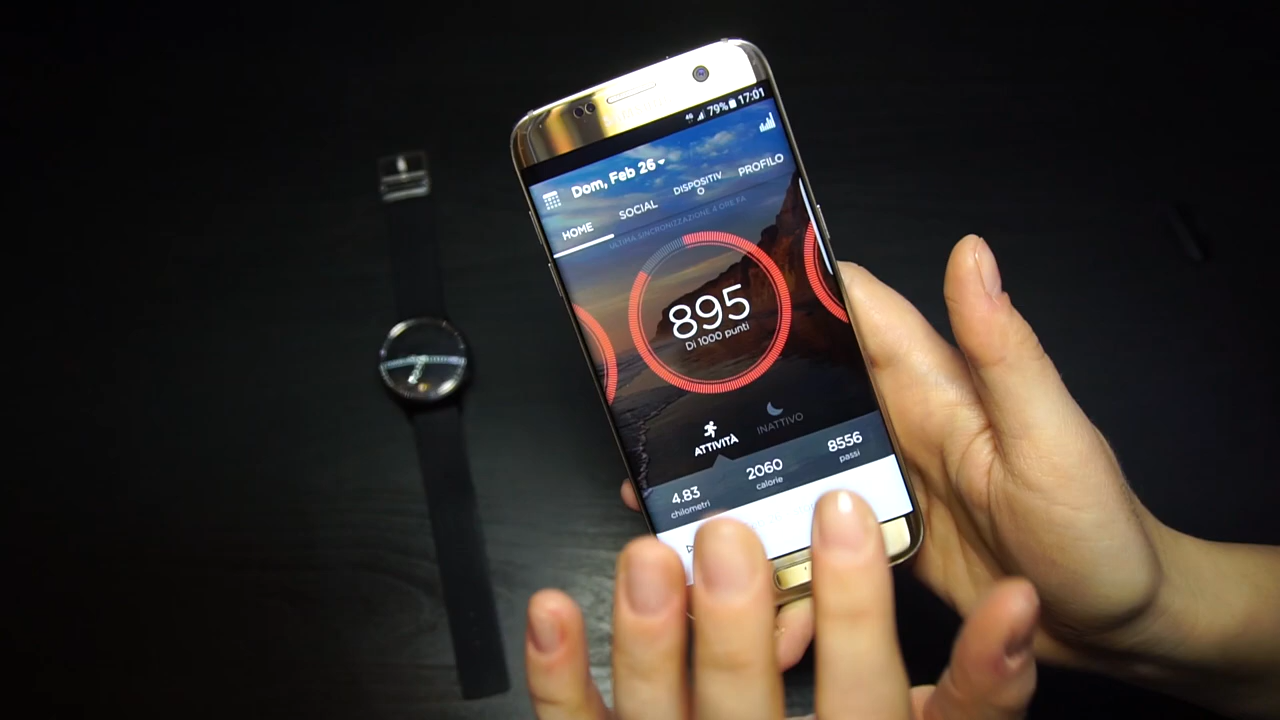 79% 17:01
Dom, Feb 26
HOME SOCIAL DISPOSITIV
O PROFILO
ULTIMA SINCRONIZZAZIONE 4 ORE FA
895
Di 1000 punti
ATTIVITÀ INATTIVO
4.83 2060 8556
chilometri calorie passi